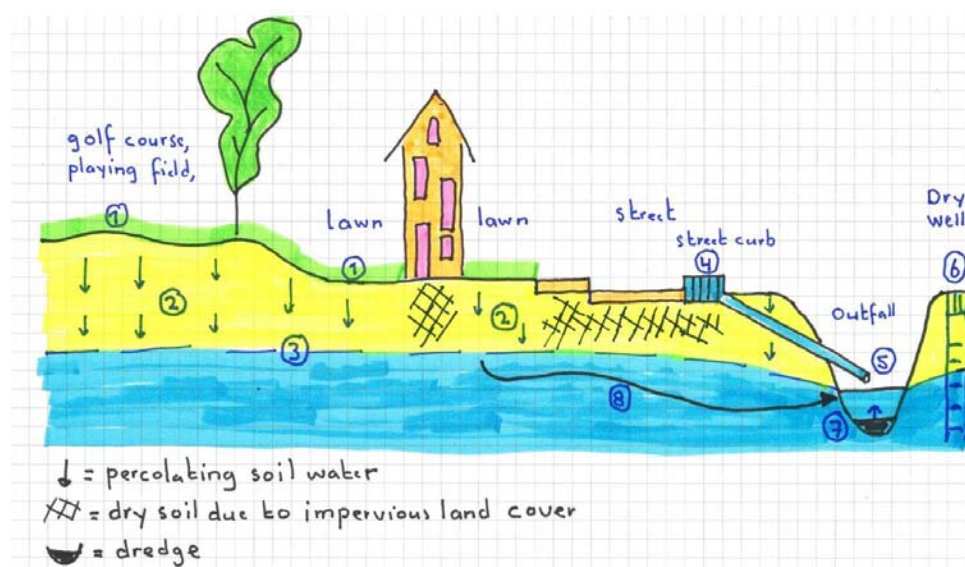 golf course,
playing field,
1
lawn
lawn
1
street
street curb
4
Dry
well
6
2
2
Outfall
3
5
8
7
↓ = percolating soil water
= dry soil due to impervious land cover
= dredge